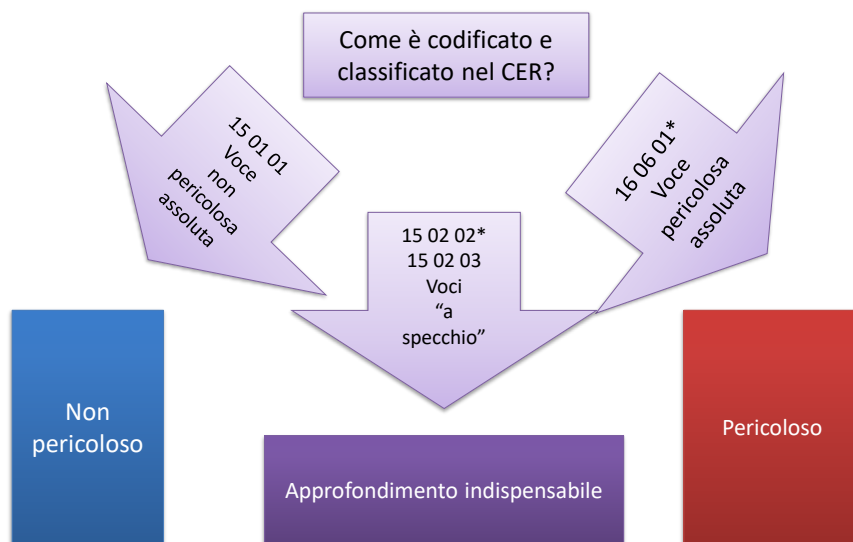 Come è codificato e
classificato nel CER?
15 01 01
Voce
non
pericolosa
assoluta
15 02 02*
15 02 03
Voci
“a
specchio”
16 06 01*
Voce
pericolosa
assoluta
Non
pericoloso
Approfondimento indispensabile
Pericoloso